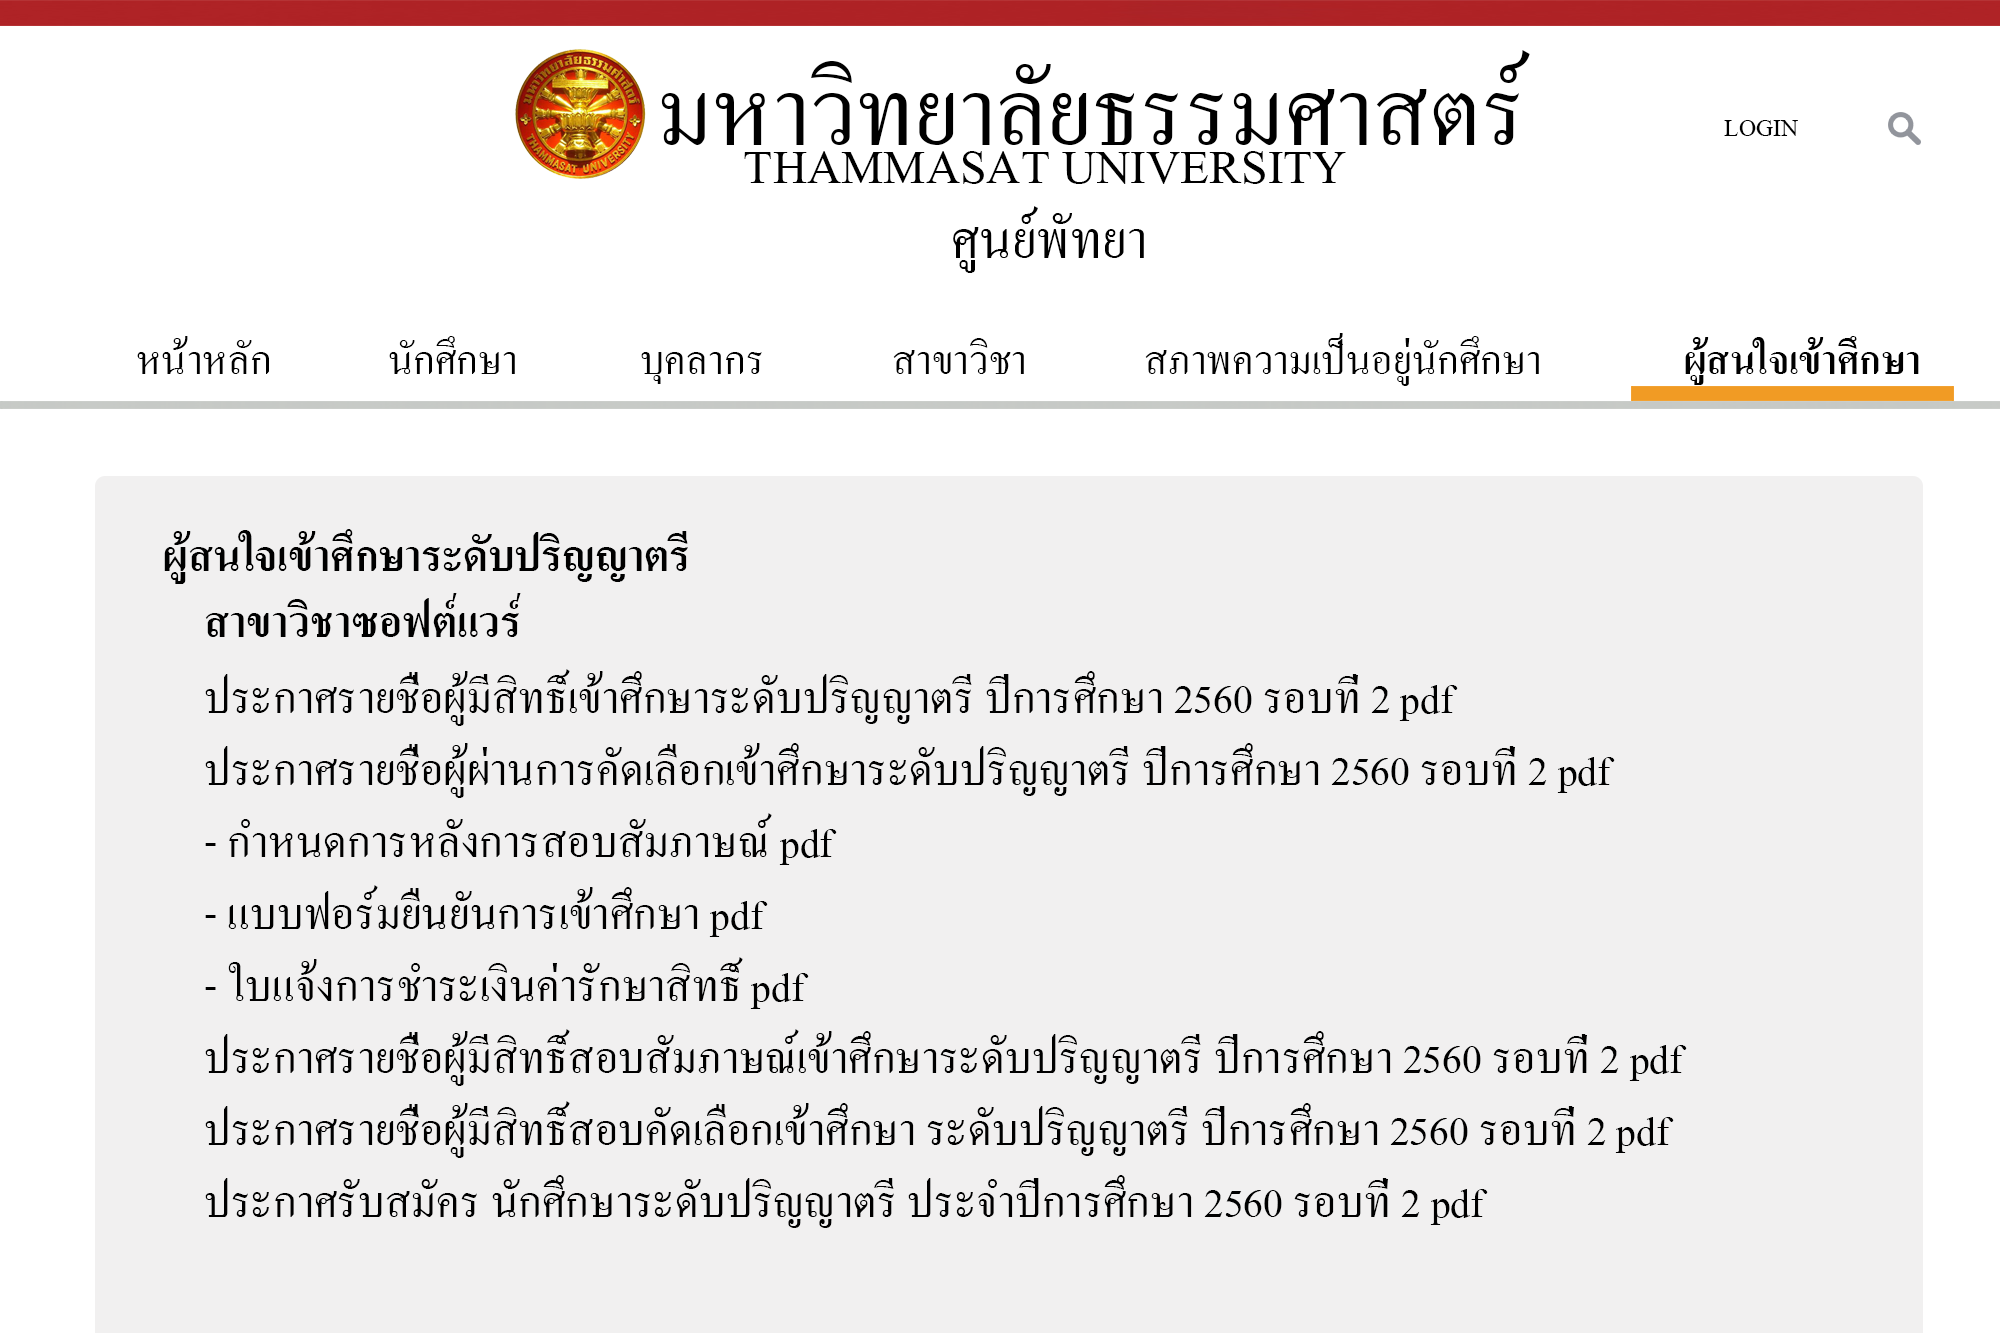 มหาวิทยาลัยธรรมศาสตร์
THAMMASAT UNIVERSITY
มหาวิทยาลัยธรรมศาสตร์
THAMMASAT UNIVERSITY
ศูนย์พัทยา
LOGIN
หน้าหลัก นักศึกษา บุคลากร สาขาวิชา สภาพความเป็นอยู่นักศึกษา ผู้สนใจเข้าศึกษา
ผู้สนใจเข้าศึกษาระดับปริญญาตรี
สาขาวิชาซอฟต์แวร์
ประกาศรายชื่อผู้มีสิทธิ์เข้าศึกษาระดับปริญญาตรี ปีการศึกษา 2560 รอบที่ 2 pdf
ประกาศรายชื่อผู้ผ่านการคัดเลือกเข้าศึกษาระดับปริญญาตรี ปีการศึกษา 2560 รอบที่ 2 pdf
- กำหนดการหลังการสอบสัมภาษณ์ pdf
- แบบฟอร์มยืนยันการเข้าศึกษา pdf
- ใบแจ้งการชำระเงินค่ารักษาสิทธิ์ pdf
ประกาศรายชื่อผู้มีสิทธิ์สอบสัมภาษณ์เข้าศึกษาระดับปริญญาตรี ปีการศึกษา 2560 รอบที่ 2 pdf
ประกาศรายชื่อผู้มีสิทธิ์สอบคัดเลือกเข้าศึกษา ระดับปริญญาตรี ปีการศึกษา 2560 รอบที่ 2 pdf
ประกาศรับสมัคร นักศึกษาระดับปริญญาตรี ประจำปีการศึกษา 2560 รอบที่ 2 pdf